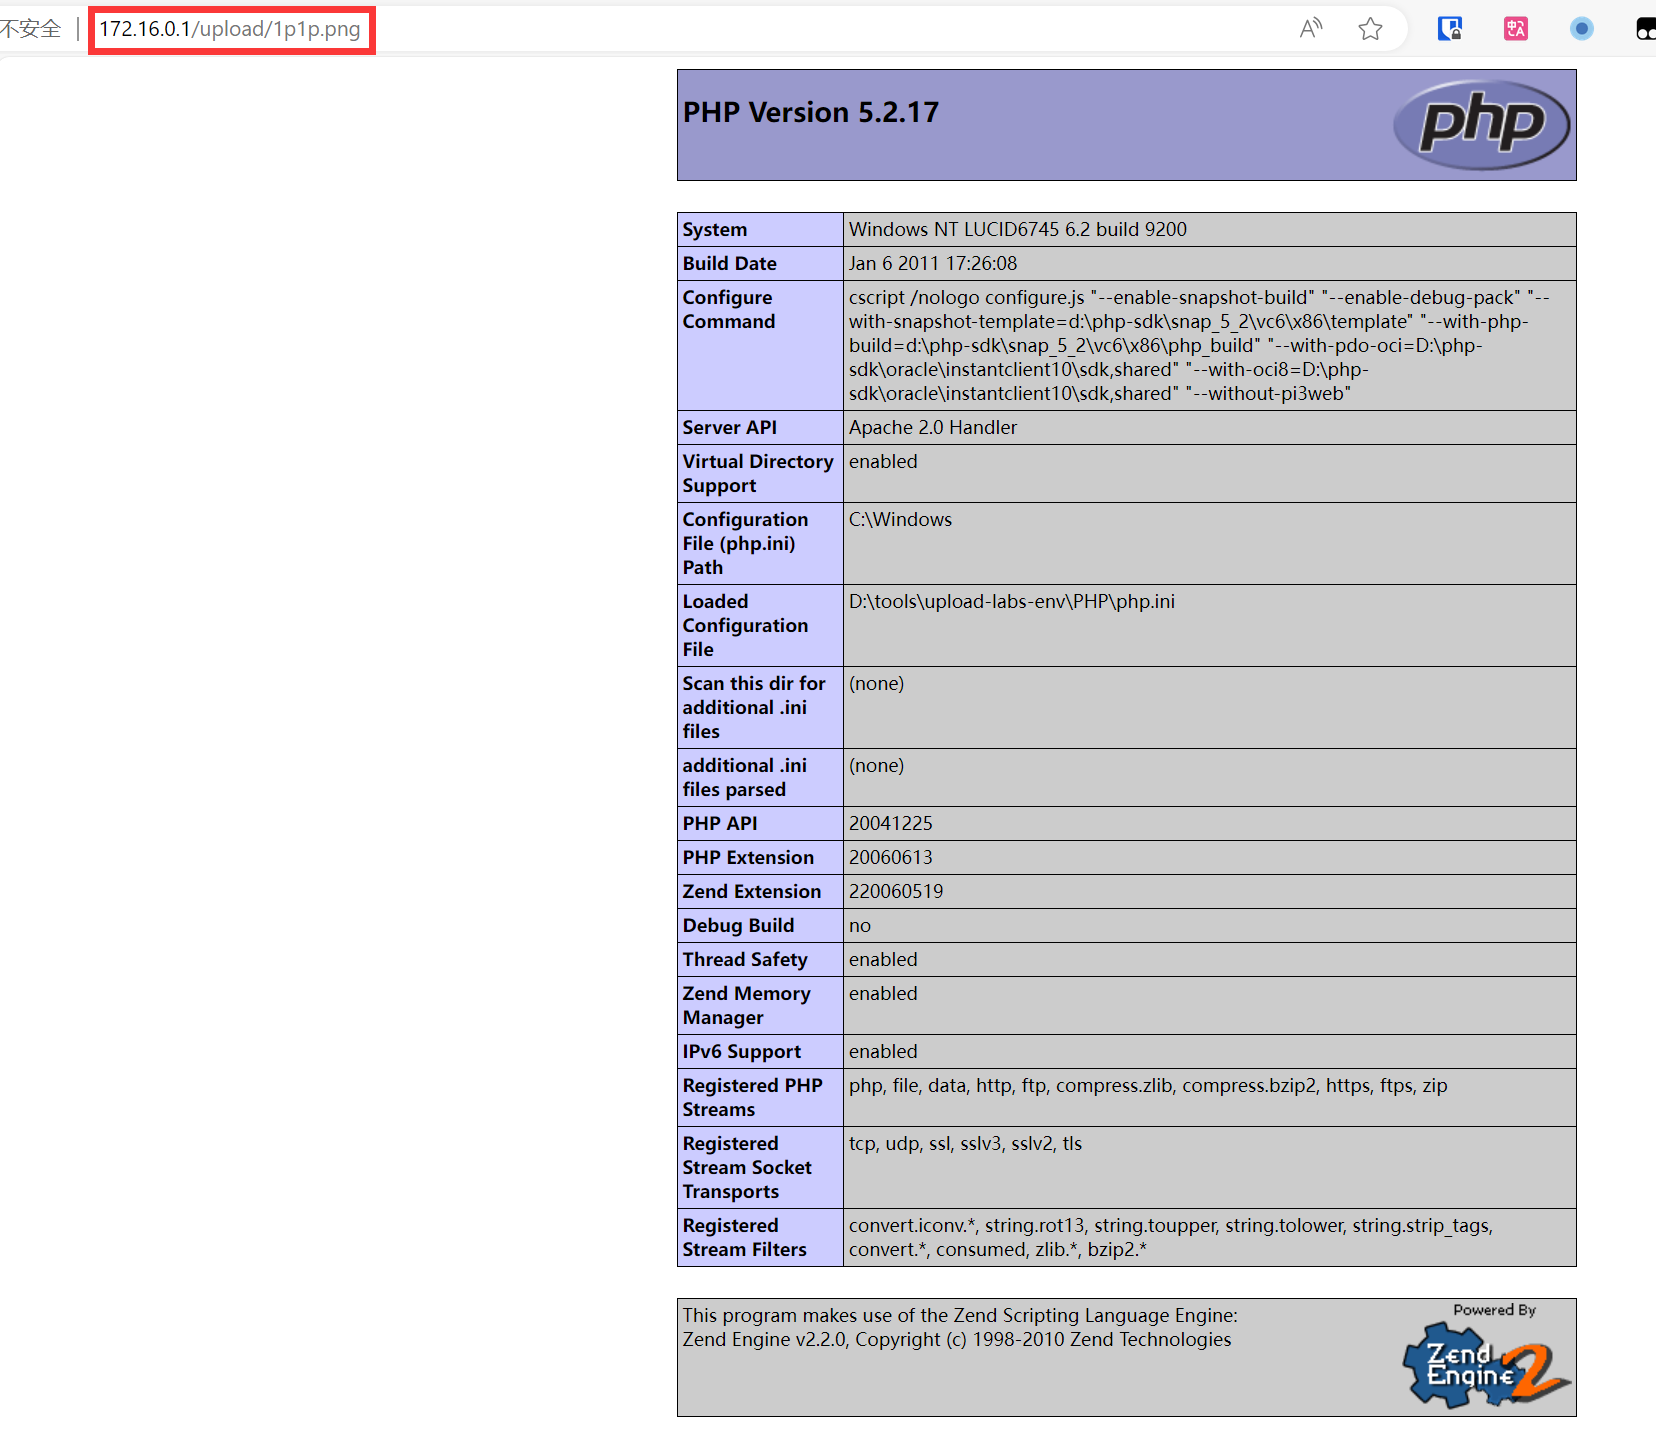 不安全 | 172.16.0.1/upload/1p1p.png
PHP Version 5.2.17
php
System Windows NT LUCID6745 6.2 build 9200
Build Date Jan 6 2011 17:26:08
Configure cscript /nologo configure.js "--enable-snapshot-build" "--enable-debug-pack" "--
Command with-snapshot-template=d:\php-sdk\snap_5_2\vc6\x86\template" "--with-php-
build=d:\php-sdk\snap_5_2\vc6\x86\php_build" "--with-pdo-oci=D:\php-
sdk\oracle\instantclient10\sdk,shared" "--with-oci8=D:\php-
sdk\oracle\instantclient10\sdk,shared" "--without-pi3web"
Server API Apache 2.0 Handler
Virtual Directory enabled
Support
Configuration C:\Windows
File (php.ini)
Path
Loaded D:\tools\upload-labs-env\PHP\php.ini
Configuration
File
Scan this dir for (none)
additional .ini
files
additional .ini (none)
files parsed
PHP API 20041225
PHP Extension 20060613
Zend Extension 220060519
Debug Build no
Thread Safety enabled
Zend Memory enabled
Manager
IPv6 Support enabled
Registered PHP php, file, data, http, ftp, compress.zlib, compress.bzip2, https, ftps, zip
Streams
Registered tcp, udp, ssl, sslv3, sslv2, tls
Stream Socket
Transports
Registered convert.iconv.*, string.rot13, string.toupper, string.tolower, string.strip_tags,
Stream Filters convert.*, consumed, zlib.*, bzip2.*
This program makes use of the Zend Scripting Language Engine:
Zend Engine v2.2.0, Copyright (c) 1998-2010 Zend Technologies
Powered By
Zend
Engine 2